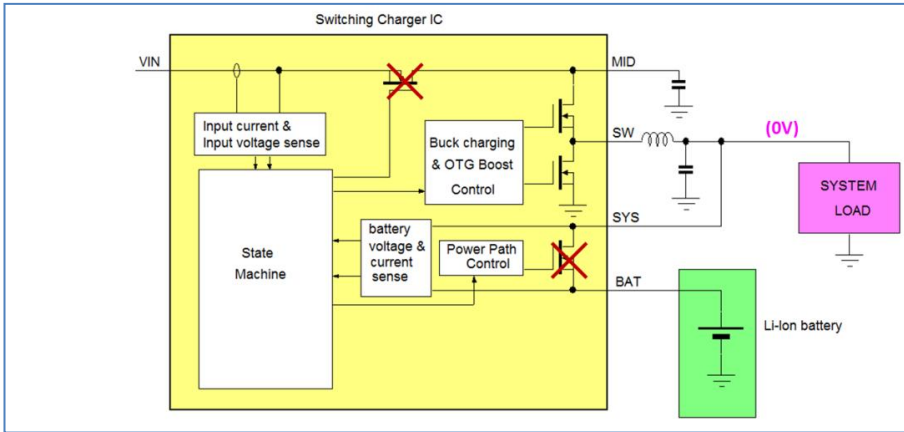 Switching Charger IC
VIN
MID
Input current &
Input voltage sense
Buck charging
& OTG Boost
Control
SW
(0V)
SYSTEM
LOAD
State
Machine
battery
voltage &
current
sense
Power Path
Control
SYS
BAT
Li-Ion battery